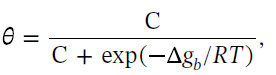 θ = C / (C + exp(−Δg_b/RT)),